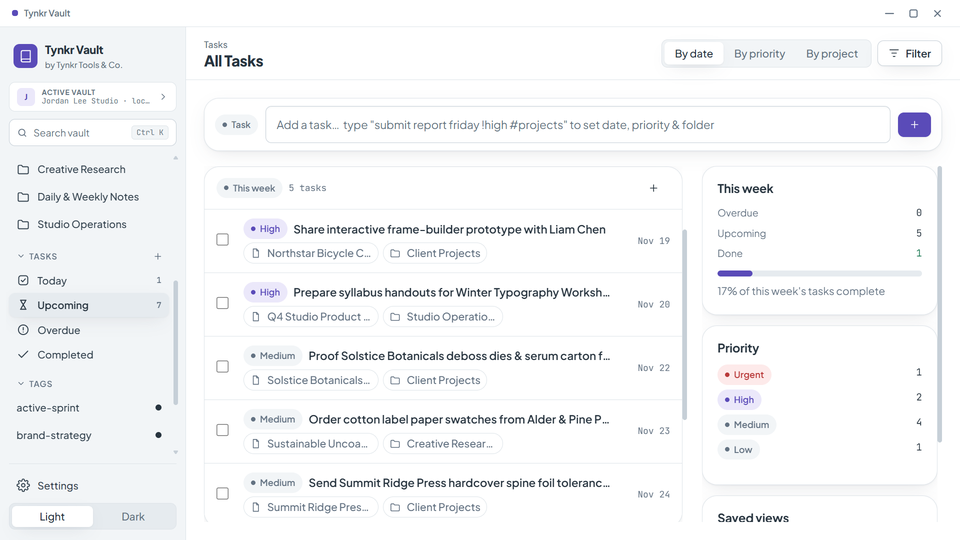 Tynkr Vault
Tynkr Vault
by Tynkr Tools & Co.
J
ACTIVE VAULT
Jordan Lee Studio · loc…
Search vault
Ctrl K
Creative Research
Daily & Weekly Notes
Studio Operations
TASKS
Today 1
Upcoming 7
Overdue
Completed
TAGS
active-sprint
brand-strategy
Settings
Light
Dark
Tasks
All Tasks
By date
By priority
By project
Filter
Task
Add a task… type "submit report friday !high #projects" to set date, priority & folder
This week 5 tasks
High Share interactive frame-builder prototype with Liam Chen
Northstar Bicycle C… Client Projects
Nov 19
High Prepare syllabus handouts for Winter Typography Worksh…
Q4 Studio Product … Studio Operatio…
Nov 20
Medium Proof Solstice Botanicals deboss dies & serum carton f…
Solstice Botanicals… Client Projects
Nov 22
Medium Order cotton label paper swatches from Alder & Pine P…
Sustainable Uncoa… Creative Resear…
Nov 23
Medium Send Summit Ridge Press hardcover spine foil toleranc…
Summit Ridge Pres… Client Projects
Nov 24
This week
Overdue 0
Upcoming 5
Done 1
17% of this week's tasks complete
Priority
Urgent 1
High 2
Medium 4
Low 1
Saved views